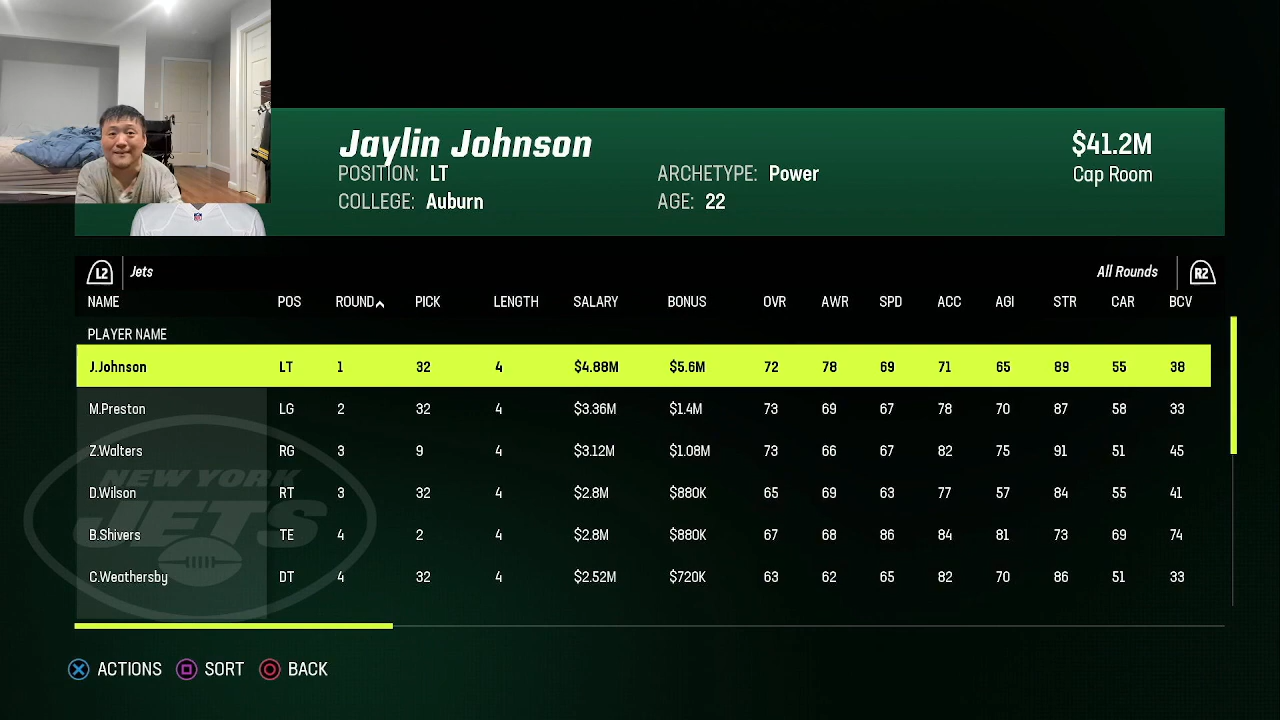 Jaylin Johnson
POSITION: LT
ARCHETYPE: Power
COLLEGE: Auburn
AGE: 22
$41.2M
Cap Room
L2 Jets
All Rounds R2
NAME POS ROUND PICK LENGTH SALARY BONUS OVR AWR SPD ACC AGI STR CAR BCV
PLAYER NAME
J.Johnson LT 1 32 4 $4.88M $5.6M 72 78 69 71 65 89 55 38
M.Preston LG 2 32 4 $3.36M $1.4M 73 69 67 78 70 87 58 33
Z.Walters RG 3 9 4 $3.12M $1.08M 73 66 67 82 75 91 51 45
D.Wilson RT 3 32 4 $2.8M $880K 65 69 63 77 57 84 55 41
B.Shivers TE 4 2 4 $2.8M $880K 67 68 86 84 81 73 69 74
C.Weathersby DT 4 32 4 $2.52M $720K 63 62 65 82 70 86 51 33
NEW YORK
JETS
ACTIONS SORT BACK